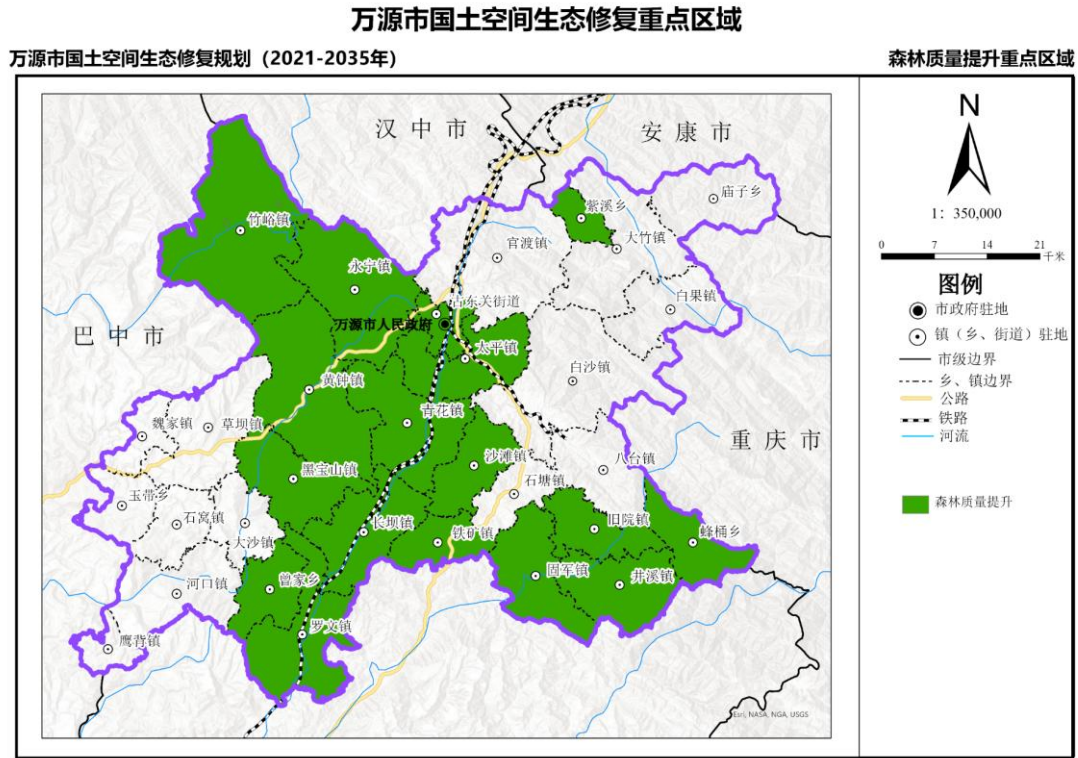 万源市国土空间生态修复重点区域
万源市国土空间生态修复规划（2021-2035年）
森林质量提升重点区域
汉中市
安康市
N
庙子乡
紫溪乡
竹峪镇
1：350,000
官渡镇
大竹镇
0 7 14 21
千米
永宁镇
图例
白果镇
古东关街道
市政府驻地
万源市人民政府
巴中市
镇（乡、街道）驻地
太平镇
市级边界
白沙镇
乡、镇边界
黄钟镇
公路
青花镇
铁路
魏家镇
草坝镇
重庆市
河流
沙滩镇
八台镇
黑宝山镇
石塘镇
玉带乡
森林质量提升
石窝镇
长坝镇
旧院镇
大沙镇
铁矿镇
蜂桶乡
固军镇
井溪镇
河口镇
曾家乡
罗文镇
鹰背镇
Esri, NASA, NGA, USGS